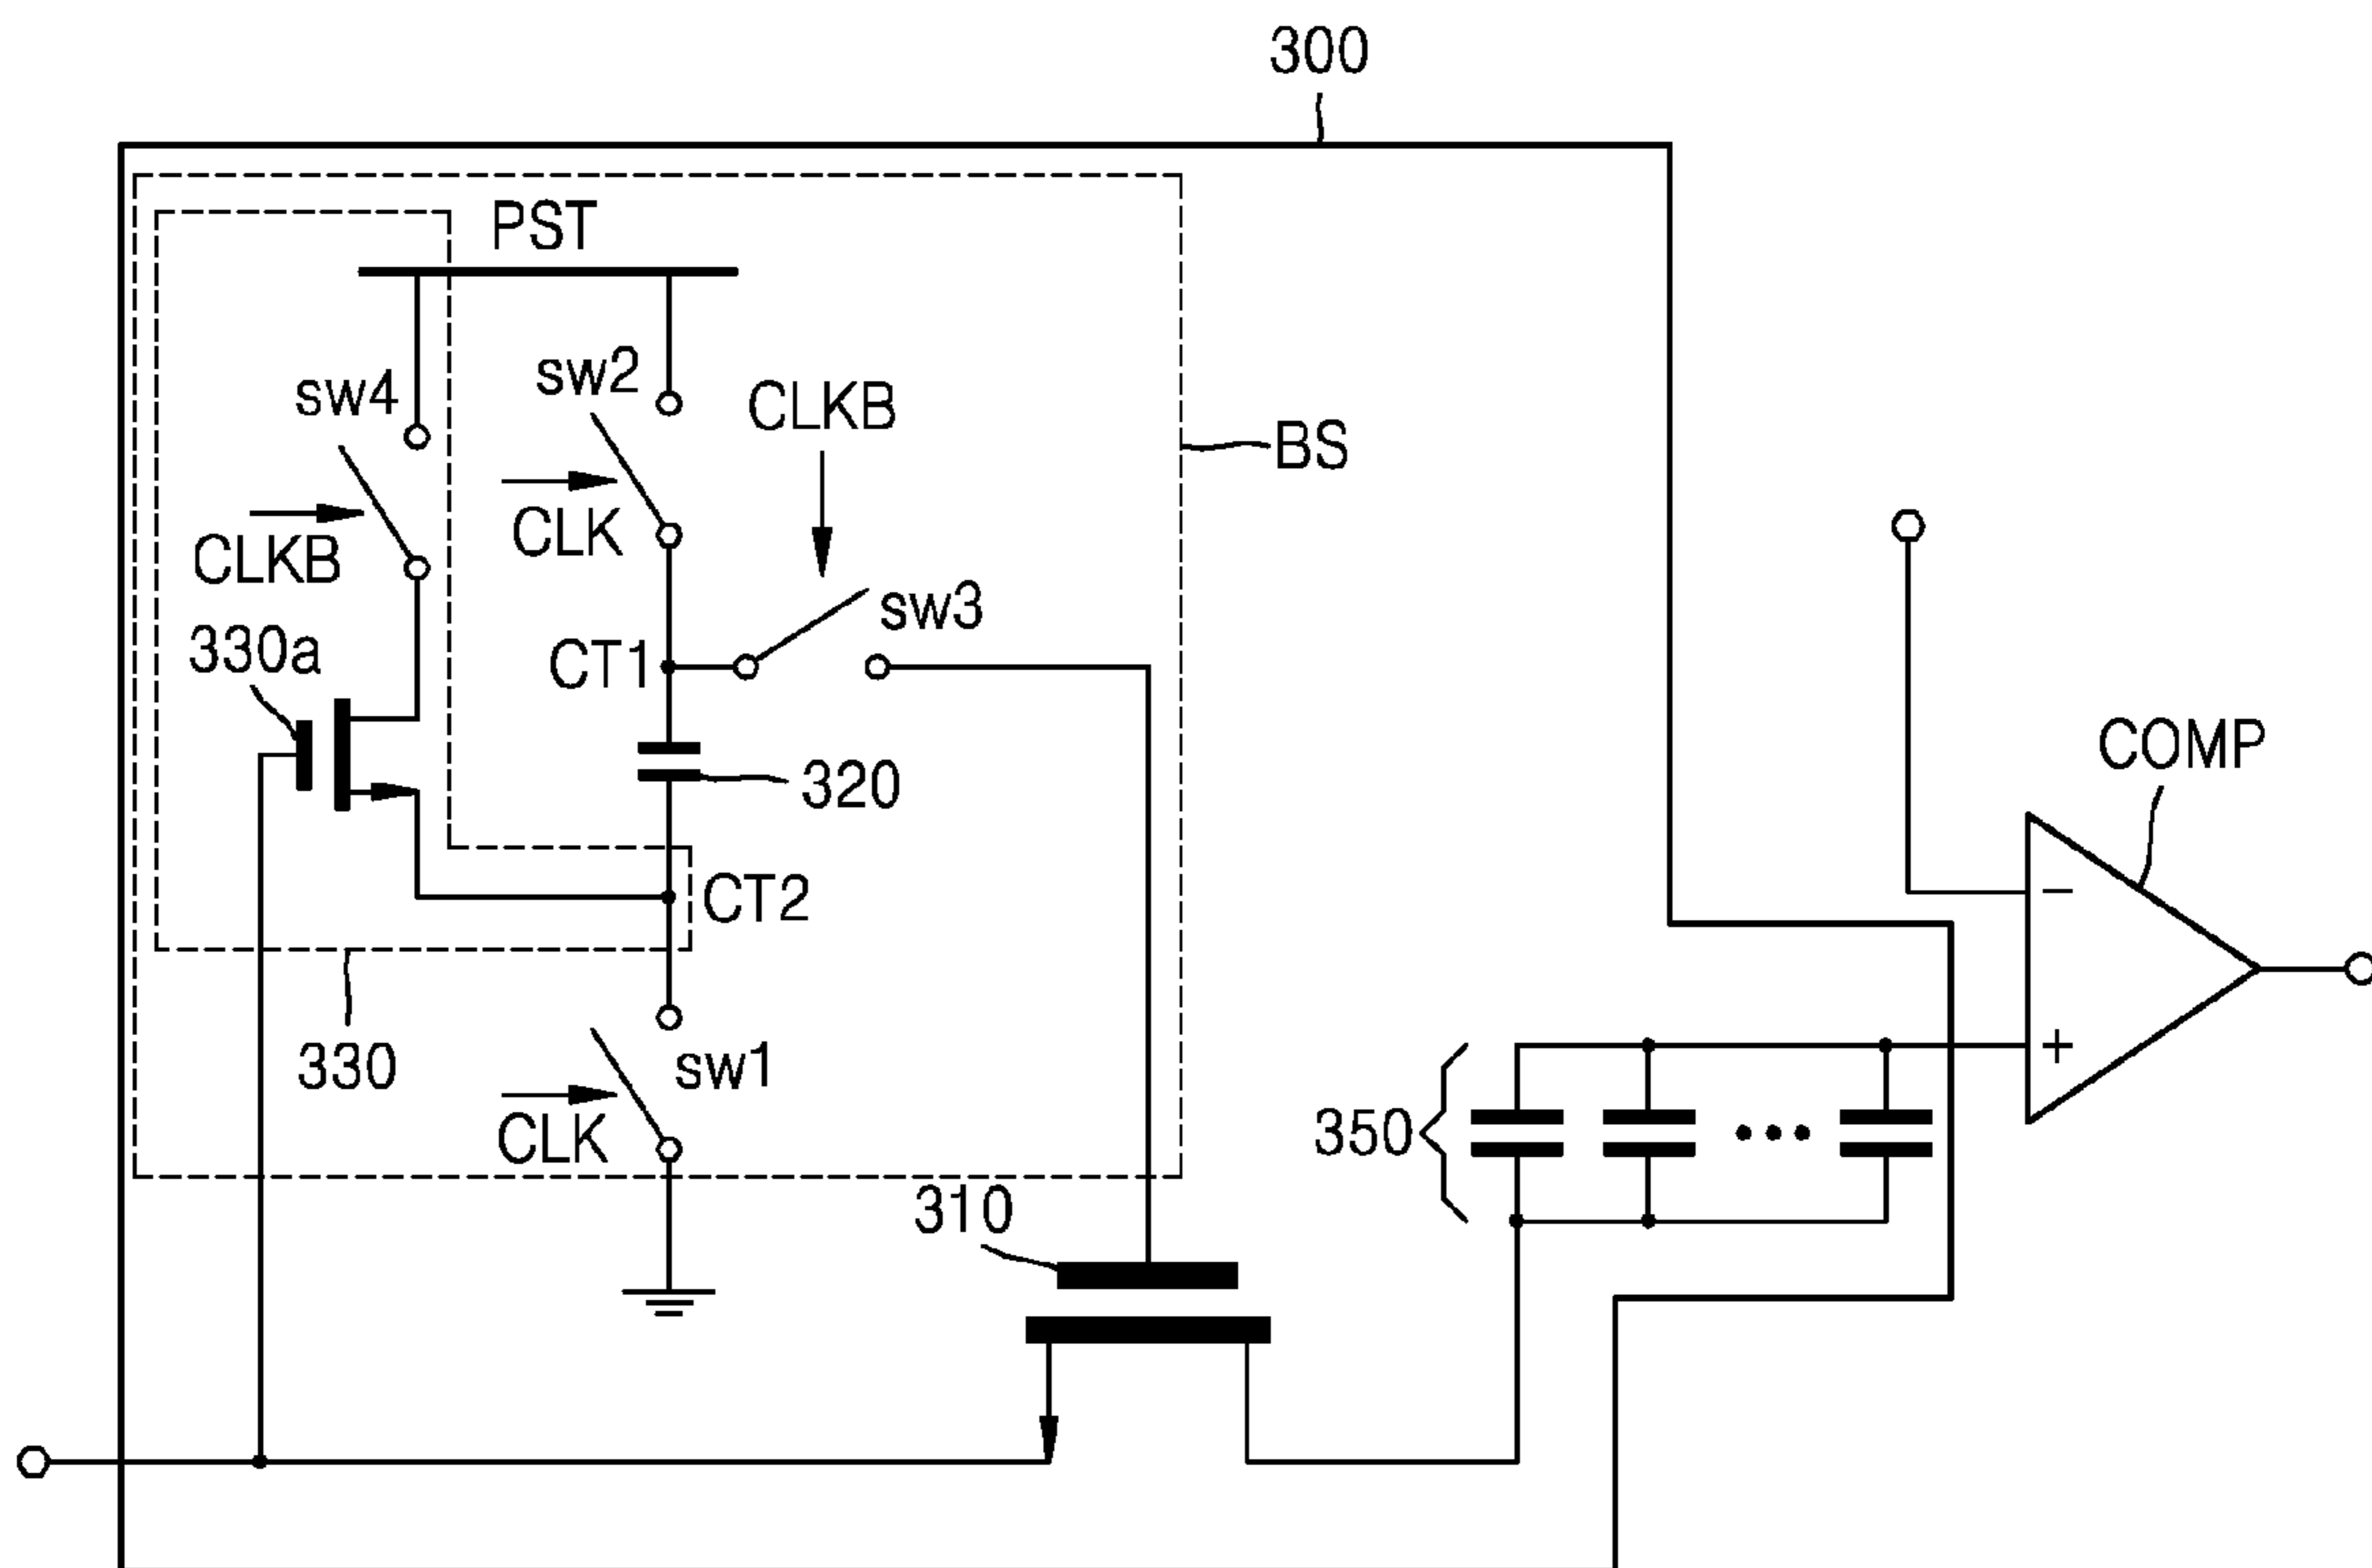 300
PST
sw4
sw2
CLKB
BS
CLK
CLKB
sw3
330a
CT1
COMP
320
−
CT2
330
sw1
+
CLK
350
310